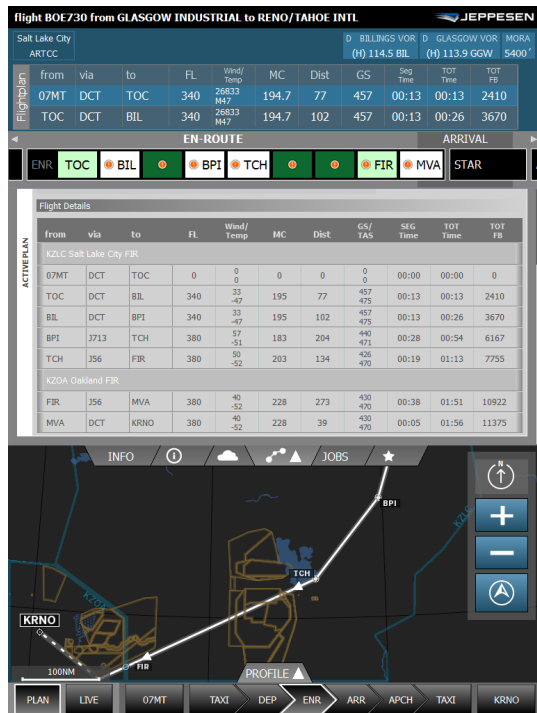 flight BOE730 from GLASGOW INDUSTRIAL to RENO/TAHOE INTL JEPPESEN
Salt Lake City
ARTCC
D BILLINGS VOR D GLASGOW VOR MORA
(H) 114.5 BIL (H) 113.9 GGW 5400'
Flightplan
from via to FL Wind/Temp MC Dist GS Seg Time TOT Time TOT FB
07MT DCT TOC 340 26833 M47 194.7 77 457 00:13 00:13 2410
TOC DCT BIL 340 26833 M47 194.7 102 457 00:13 00:26 3670
EN-ROUTE ARRIVAL
ENR TOC BIL BPI TCH FIR MVA STAR
ACTIVE PLAN
Flight Details
from via to FL Wind/Temp MC Dist GS/TAS SEG Time TOT Time TOT FB
KZLC Salt Lake City FIR
07MT DCT TOC 0 0 0 0 0 0 0 00:00 00:00 0
TOC DCT BIL 340 33 -47 195 77 457 475 00:13 00:13 2410
BIL DCT BPI 340 33 -47 195 102 457 475 00:13 00:26 3670
BPI J713 TCH 380 57 -51 183 204 440 471 00:28 00:54 6167
TCH J56 FIR 380 50 -52 203 134 426 470 00:19 01:13 7755
KZOA Oakland FIR
FIR J56 MVA 380 40 -52 228 273 430 470 00:38 01:51 10922
MVA DCT KRNO 380 40 -52 228 39 430 470 00:05 01:56 11375
INFO JOBS
N
BPI
KZLC
TCH
KZOA
KRNO
FIR
100NM
PROFILE
PLAN LIVE 07MT TAXI DEP ENR ARR APCH TAXI KRNO